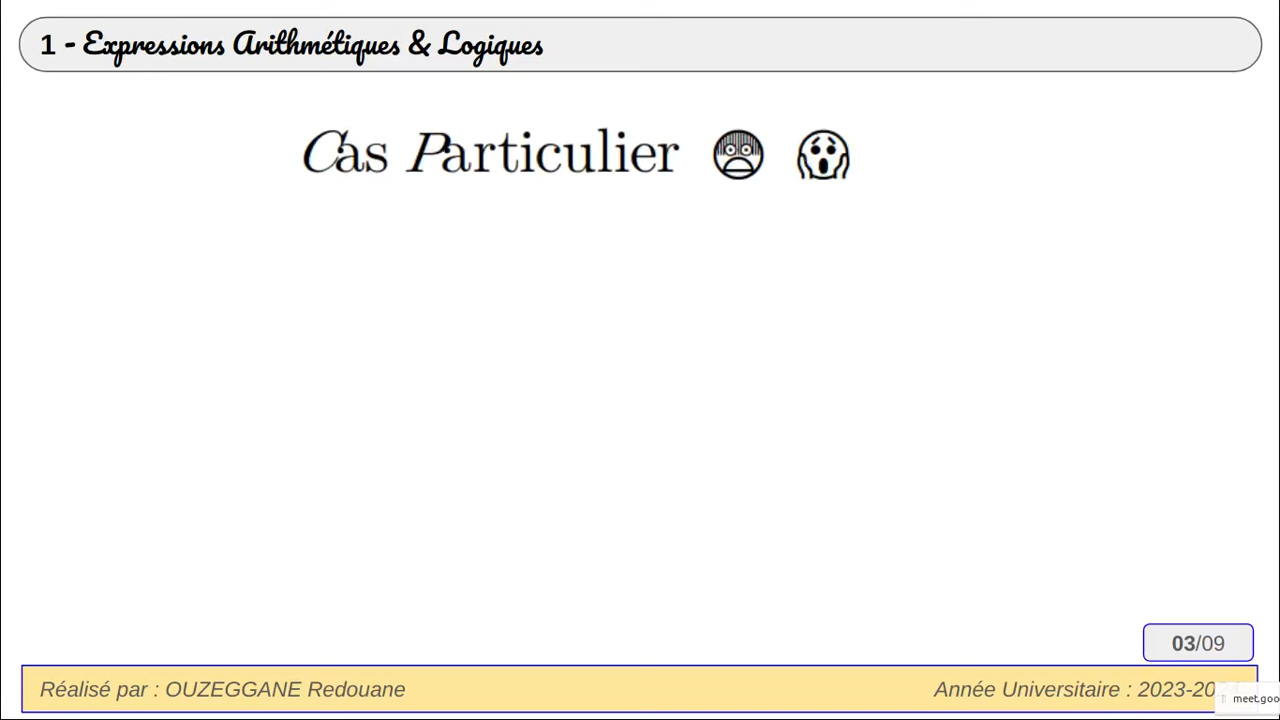 1 - Expressions Arithmétiques & Logiques
Cas Particulier 😨 😱
03/09
Réalisé par : OUZEGGANE Redouane
Année Universitaire : 2023-20
meet.goo